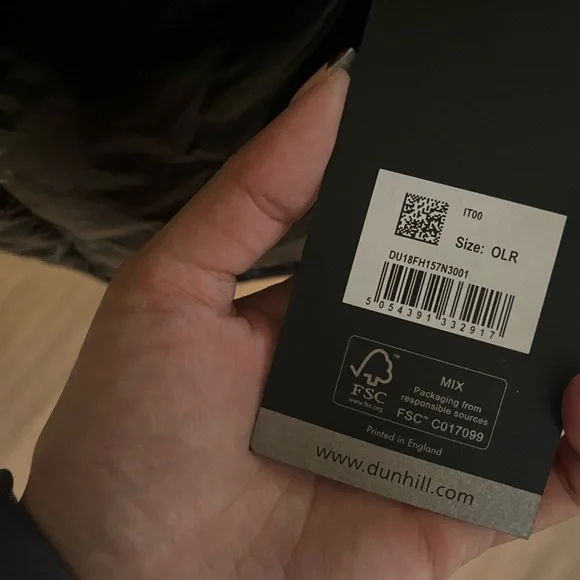 IT00
Size: OLR
DU18FH157N3001
5 054391 332917
FSC
™
www.fsc.org
MIX
Packaging from
responsible sources
FSC™ C017099
Printed in England
www.dunhill.com